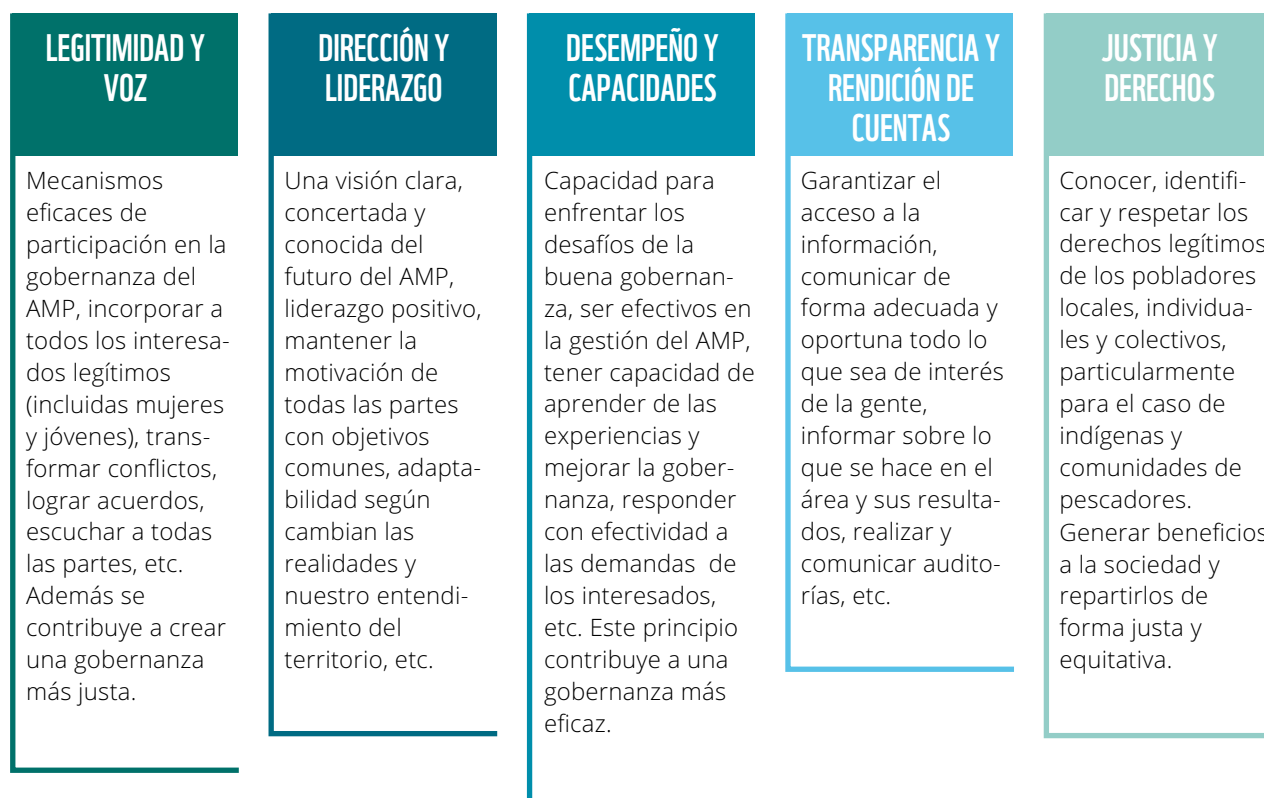 LEGITIMIDAD Y
VOZ
Mecanismos
eficaces de
participación en la
gobernanza del
AMP, incorporar a
todos los interesa-
dos legítimos
(incluidas mujeres
y jóvenes), trans-
formar conflictos,
lograr acuerdos,
escuchar a todas
las partes, etc.
Además se
contribuye a crear
una gobernanza
más justa.
DIRECCIÓN Y
LIDERAZGO
Una visión clara,
concertada y
conocida del
futuro del AMP,
liderazgo positivo,
mantener la
motivación de
todas las partes
con objetivos
comunes, adapta-
bilidad según
cambian las
realidades y
nuestro entendi-
miento del
territorio, etc.
DESEMPEÑO Y
CAPACIDADES
Capacidad para
enfrentar los
desafíos de la
buena gobernan-
za, ser efectivos en
la gestión del AMP,
tener capacidad de
aprender de las
experiencias y
mejorar la gober-
nanza, responder
con efectividad a
las demandas de
los interesados,
etc. Este principio
contribuye a una
gobernanza más
eficaz.
TRANSPARENCIA Y
RENDICIÓN DE
CUENTAS
Garantizar el
acceso a la
información,
comunicar de
forma adecuada y
oportuna todo lo
que sea de interés
de la gente,
informar sobre lo
que se hace en el
área y sus resulta-
dos, realizar y
comunicar audito-
rías, etc.
JUSTICIA Y
DERECHOS
Conocer, identifi-
car y respetar los
derechos legítimos
de los pobladores
locales, individua-
les y colectivos,
particularmente
para el caso de
indígenas y
comunidades de
pescadores.
Generar beneficios
a la sociedad y
repartirlos de
forma justa y
equitativa.